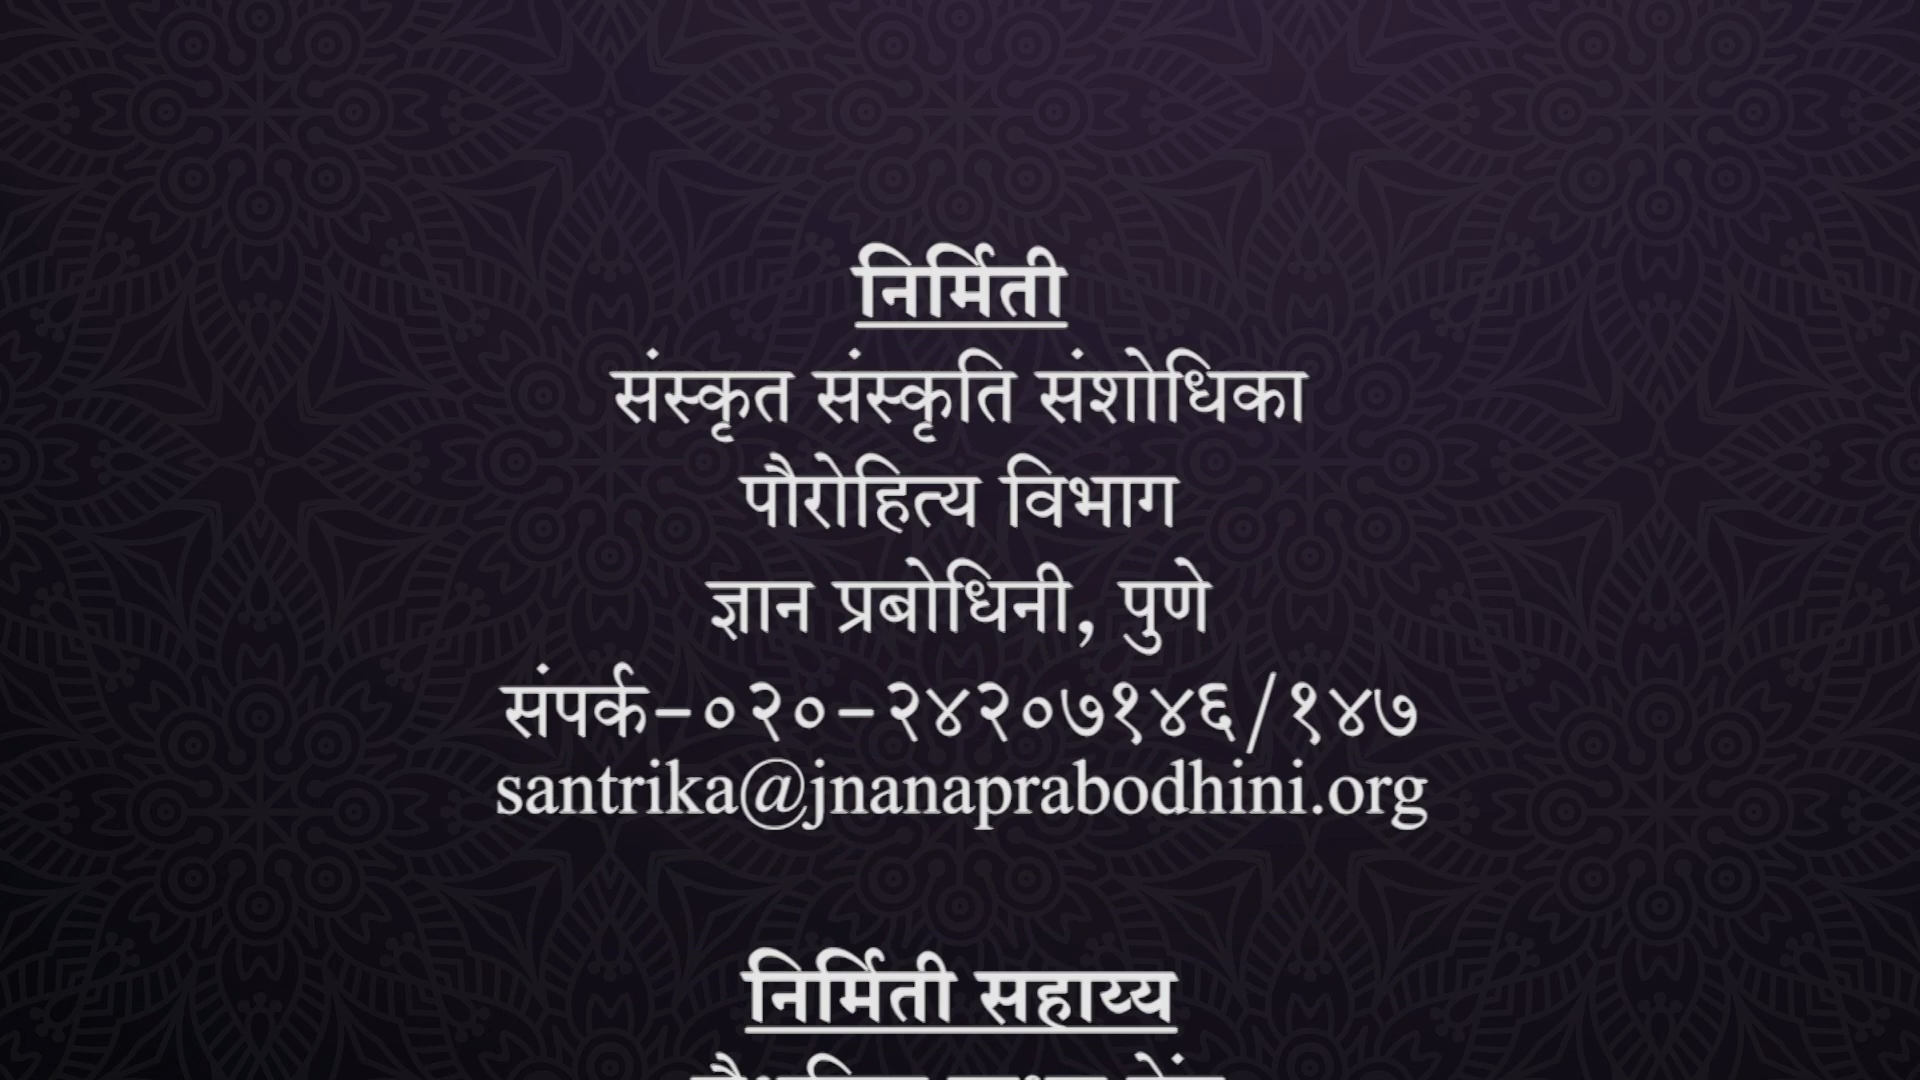 निर्मिती
संस्कृत संस्कृति संशोधिका
पौरोहित्य विभाग
ज्ञान प्रबोधिनी, पुणे
संपर्क-०२०-२४२०७१४६/१४७
santrika@jnanaprabodhini.org
निर्मिती सहाय्य